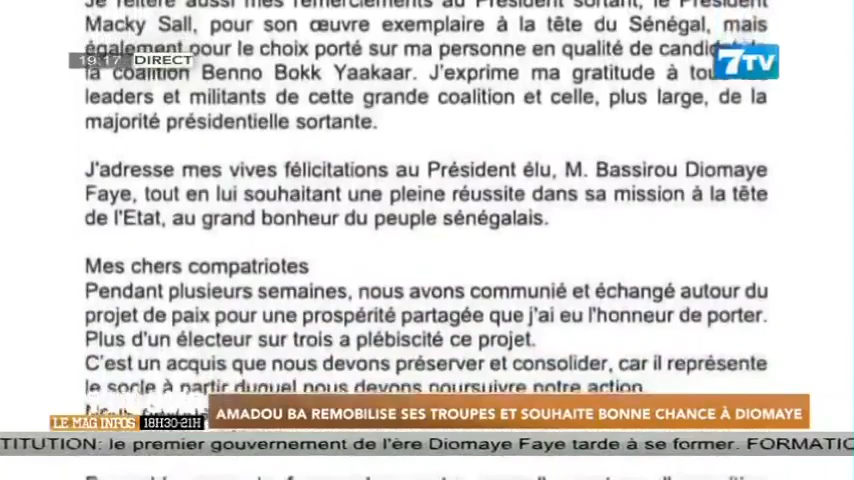 Je réitère aussi mes remerciements au Président sortant, le Président
Macky Sall, pour son œuvre exemplaire à la tête du Sénégal, mais
également pour le choix porté sur ma personne en qualité de candidat
la coalition Benno Bokk Yaakaar. J'exprime ma gratitude à
leaders et militants de cette grande coalition et celle, plus large, de la
majorité présidentielle sortante.
19:17 DIRECT
7TV
J'adresse mes vives félicitations au Président élu, M. Bassirou Diomaye
Faye, tout en lui souhaitant une pleine réussite dans sa mission à la tête
de l'Etat, au grand bonheur du peuple sénégalais.
Mes chers compatriotes
Pendant plusieurs semaines, nous avons communié et échangé autour du
projet de paix pour une prospérité partagée que j'ai eu l'honneur de porter.
Plus d'un électeur sur trois a plébiscité ce projet.
C'est un acquis que nous devons préserver et consolider, car il représente
le socle à partir duquel nous devons poursuivre notre action.
AMADOU BA REMOBILISE SES TROUPES ET SOUHAITE BONNE CHANCE À DIOMAYE
LE MAG INFOS 18H30-21H
TITUTION: le premier gouvernement de l'ère Diomaye Faye tarde à se former. FORMATIO